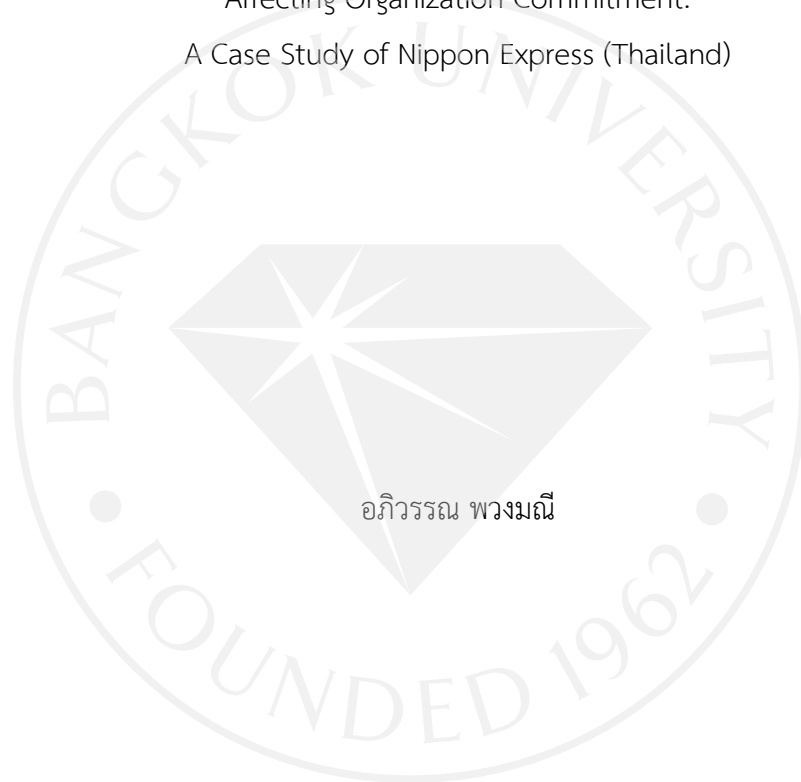 Affecting Organization Commitment:
A Case Study of Nippon Express (Thailand)
BANGKOK UNIVERSITY
อภิวรรณ พวงมณี
• FOUNDED 1962 •